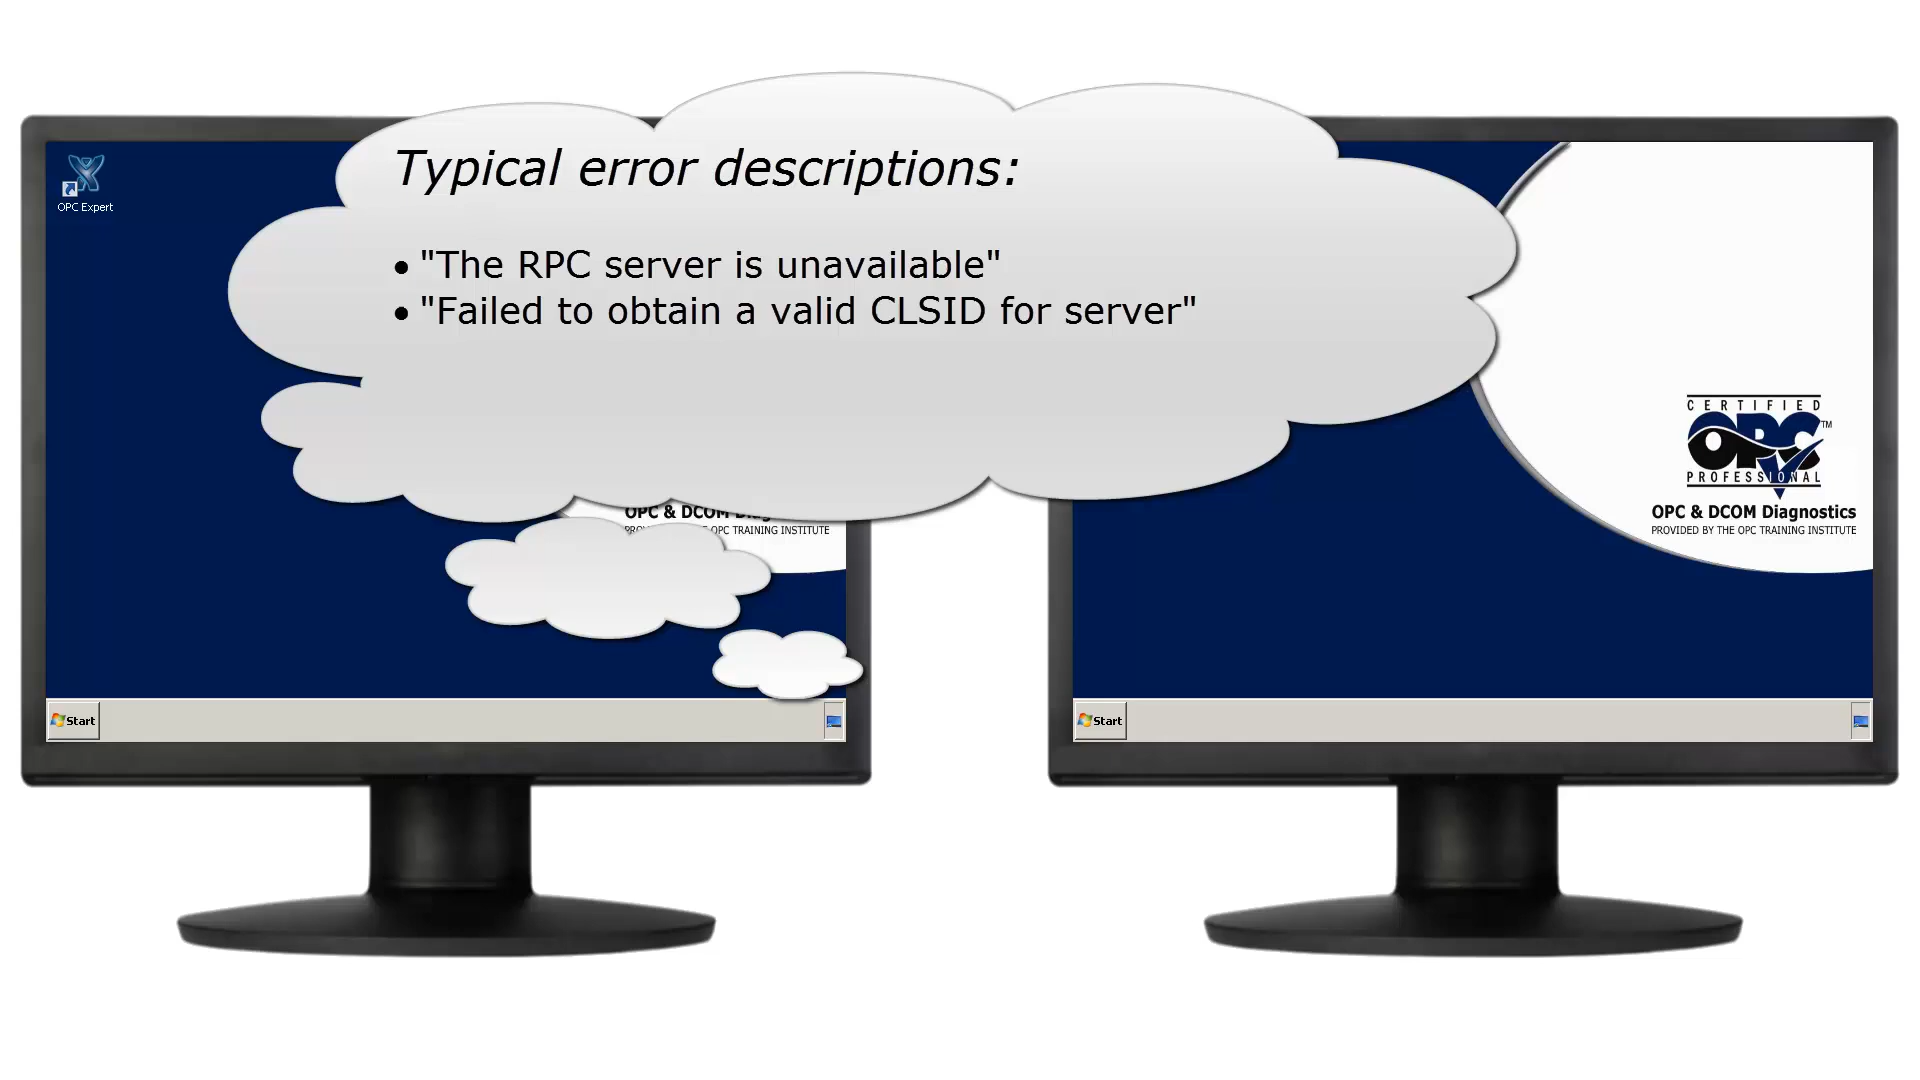 Typical error descriptions:
• "The RPC server is unavailable"
• "Failed to obtain a valid CLSID for server"
OPC Expert
OPC & DCOM
OPC TRAINING INSTITUTE
Start
CERTIFIED
OPC TM
PROFESSIONAL
OPC & DCOM Diagnostics
PROVIDED BY THE OPC TRAINING INSTITUTE
Start